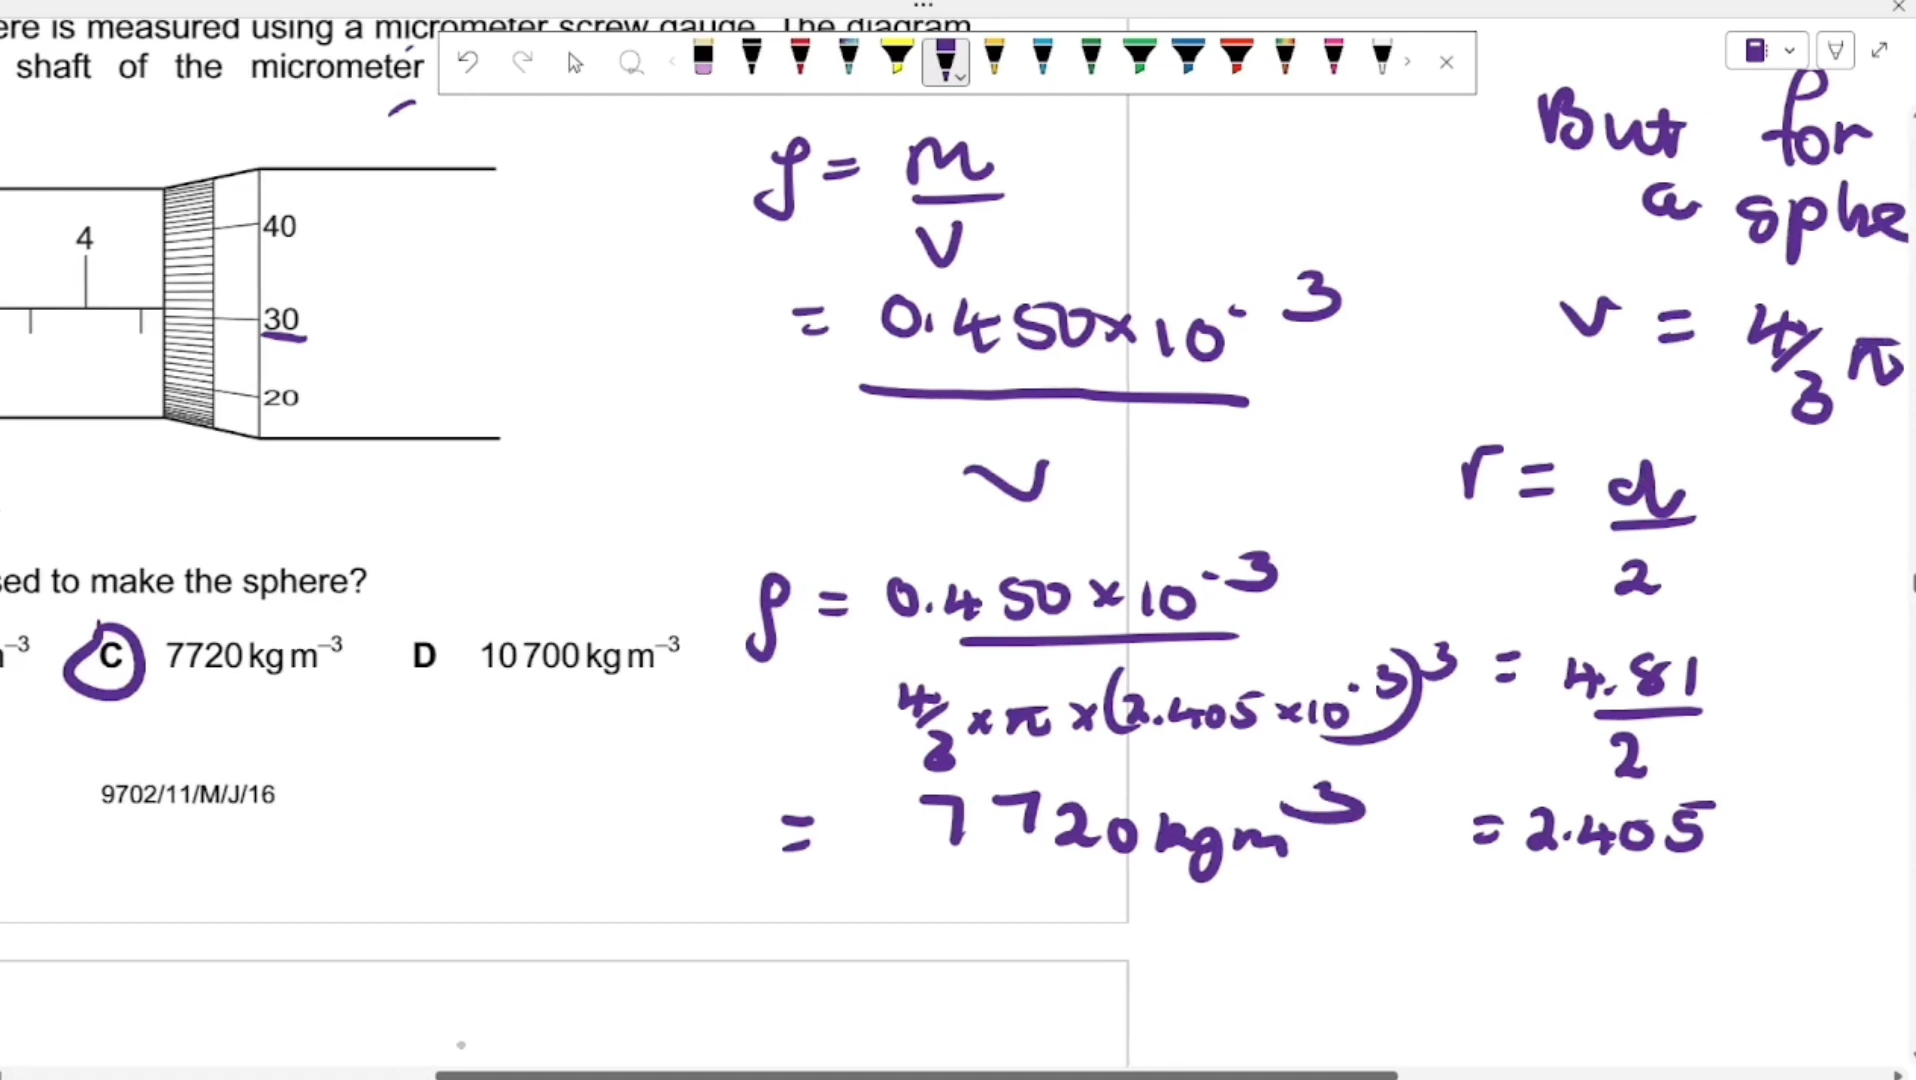 ere is measured using a micrometer screw gauge. The diagram
shaft of the micrometer
But for
a sphe
ρ = m
V
40
4
= 0.450×10⁻³
V
30
20
v = 4/3 π
r = d
2
sed to make the sphere?
ρ = 0.450×10⁻³
4/3 × π × (2.405 ×10⁻³)³
= 4.81
2
⁻³ C 7720 kg m⁻³ D 10 700 kg m⁻³
9702/11/M/J/16
= 7720 kgm³
= 2.405